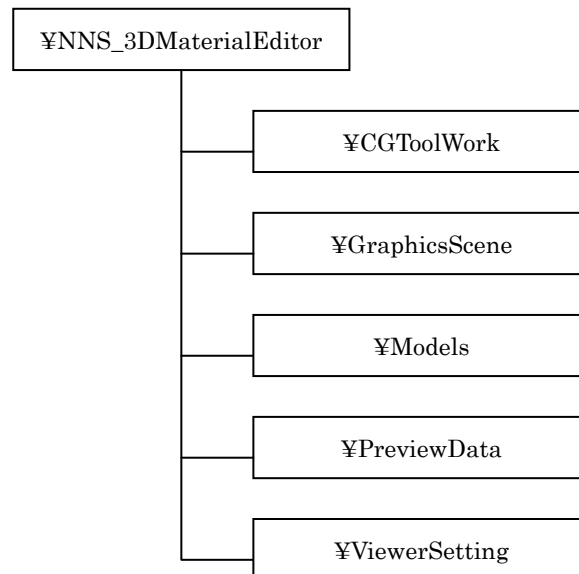 ¥NNS_3DMaterialEditor
¥CGToolWork
¥GraphicsScene
¥Models
¥PreviewData
¥ViewerSetting